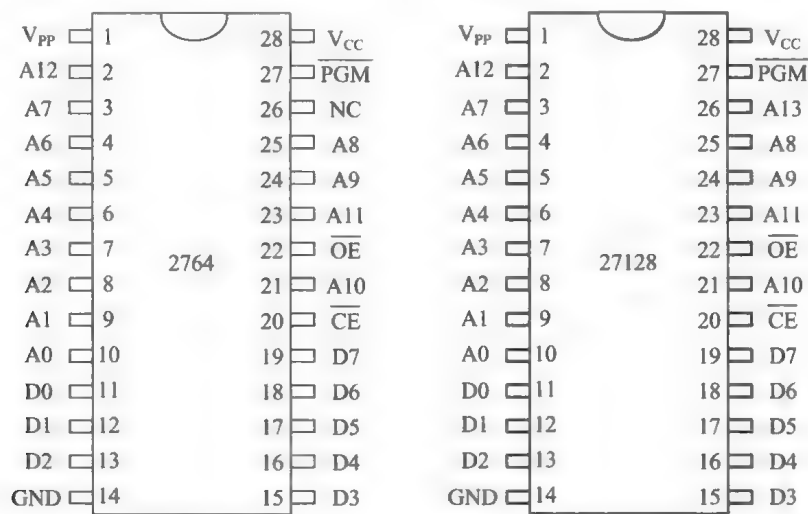 VPP 1 28 VCC VPP 1 28 VCC
A12 2 27 PGM A12 2 27 PGM
A7 3 26 NC A7 3 26 A13
A6 4 25 A8 A6 4 25 A8
A5 5 24 A9 A5 5 24 A9
A4 6 23 A11 A4 6 23 A11
A3 7 22 OE A3 7 22 OE
2764 27128
A2 8 21 A10 A2 8 21 A10
A1 9 20 CE A1 9 20 CE
A0 10 19 D7 A0 10 19 D7
D0 11 18 D6 D0 11 18 D6
D1 12 17 D5 D1 12 17 D5
D2 13 16 D4 D2 13 16 D4
GND 14 15 D3 GND 14 15 D3